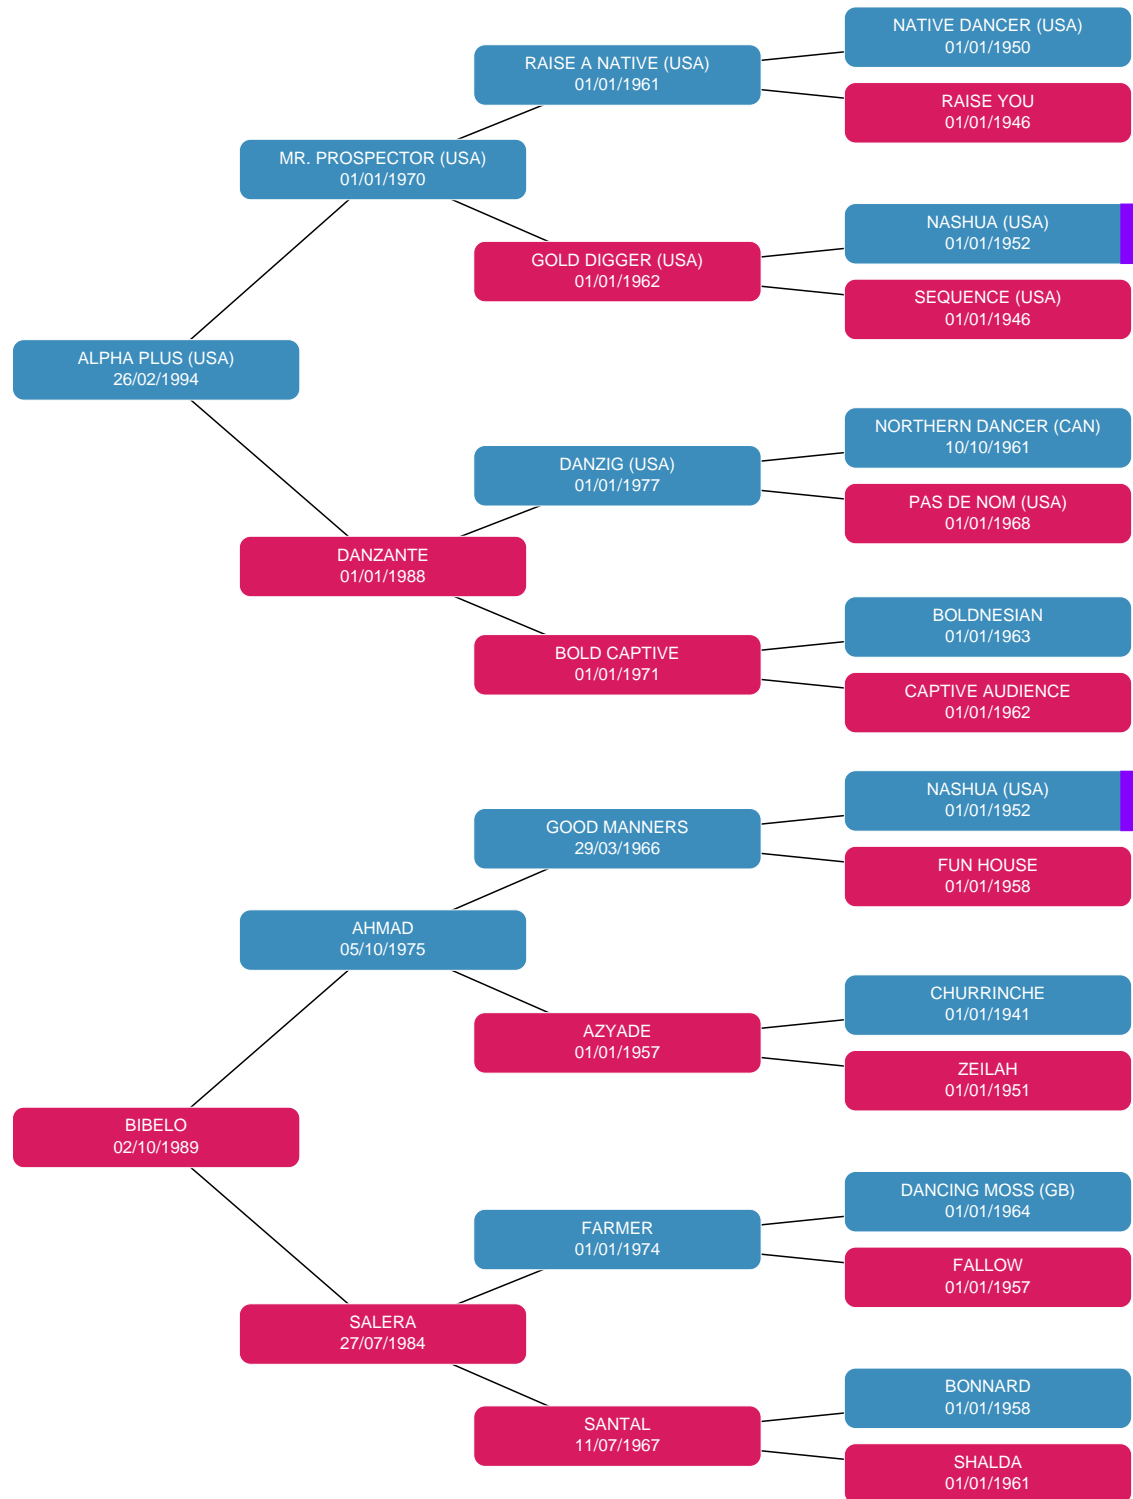 NATIVE DANCER (USA)
01/01/1950
RAISE A NATIVE (USA)
01/01/1961
RAISE YOU
01/01/1946
MR. PROSPECTOR (USA)
01/01/1970
NASHUA (USA)
01/01/1952
GOLD DIGGER (USA)
01/01/1962
SEQUENCE (USA)
01/01/1946
ALPHA PLUS (USA)
26/02/1994
NORTHERN DANCER (CAN)
10/10/1961
DANZIG (USA)
01/01/1977
PAS DE NOM (USA)
01/01/1968
DANZANTE
01/01/1988
BOLDNESIAN
01/01/1963
BOLD CAPTIVE
01/01/1971
CAPTIVE AUDIENCE
01/01/1962
NASHUA (USA)
01/01/1952
GOOD MANNERS
29/03/1966
FUN HOUSE
01/01/1958
AHMAD
05/10/1975
CHURRINCHE
01/01/1941
AZYADE
01/01/1957
ZEILAH
01/01/1951
BIBELO
02/10/1989
DANCING MOSS (GB)
01/01/1964
FARMER
01/01/1974
FALLOW
01/01/1957
SALERA
27/07/1984
BONNARD
01/01/1958
SANTAL
11/07/1967
SHALDA
01/01/1961